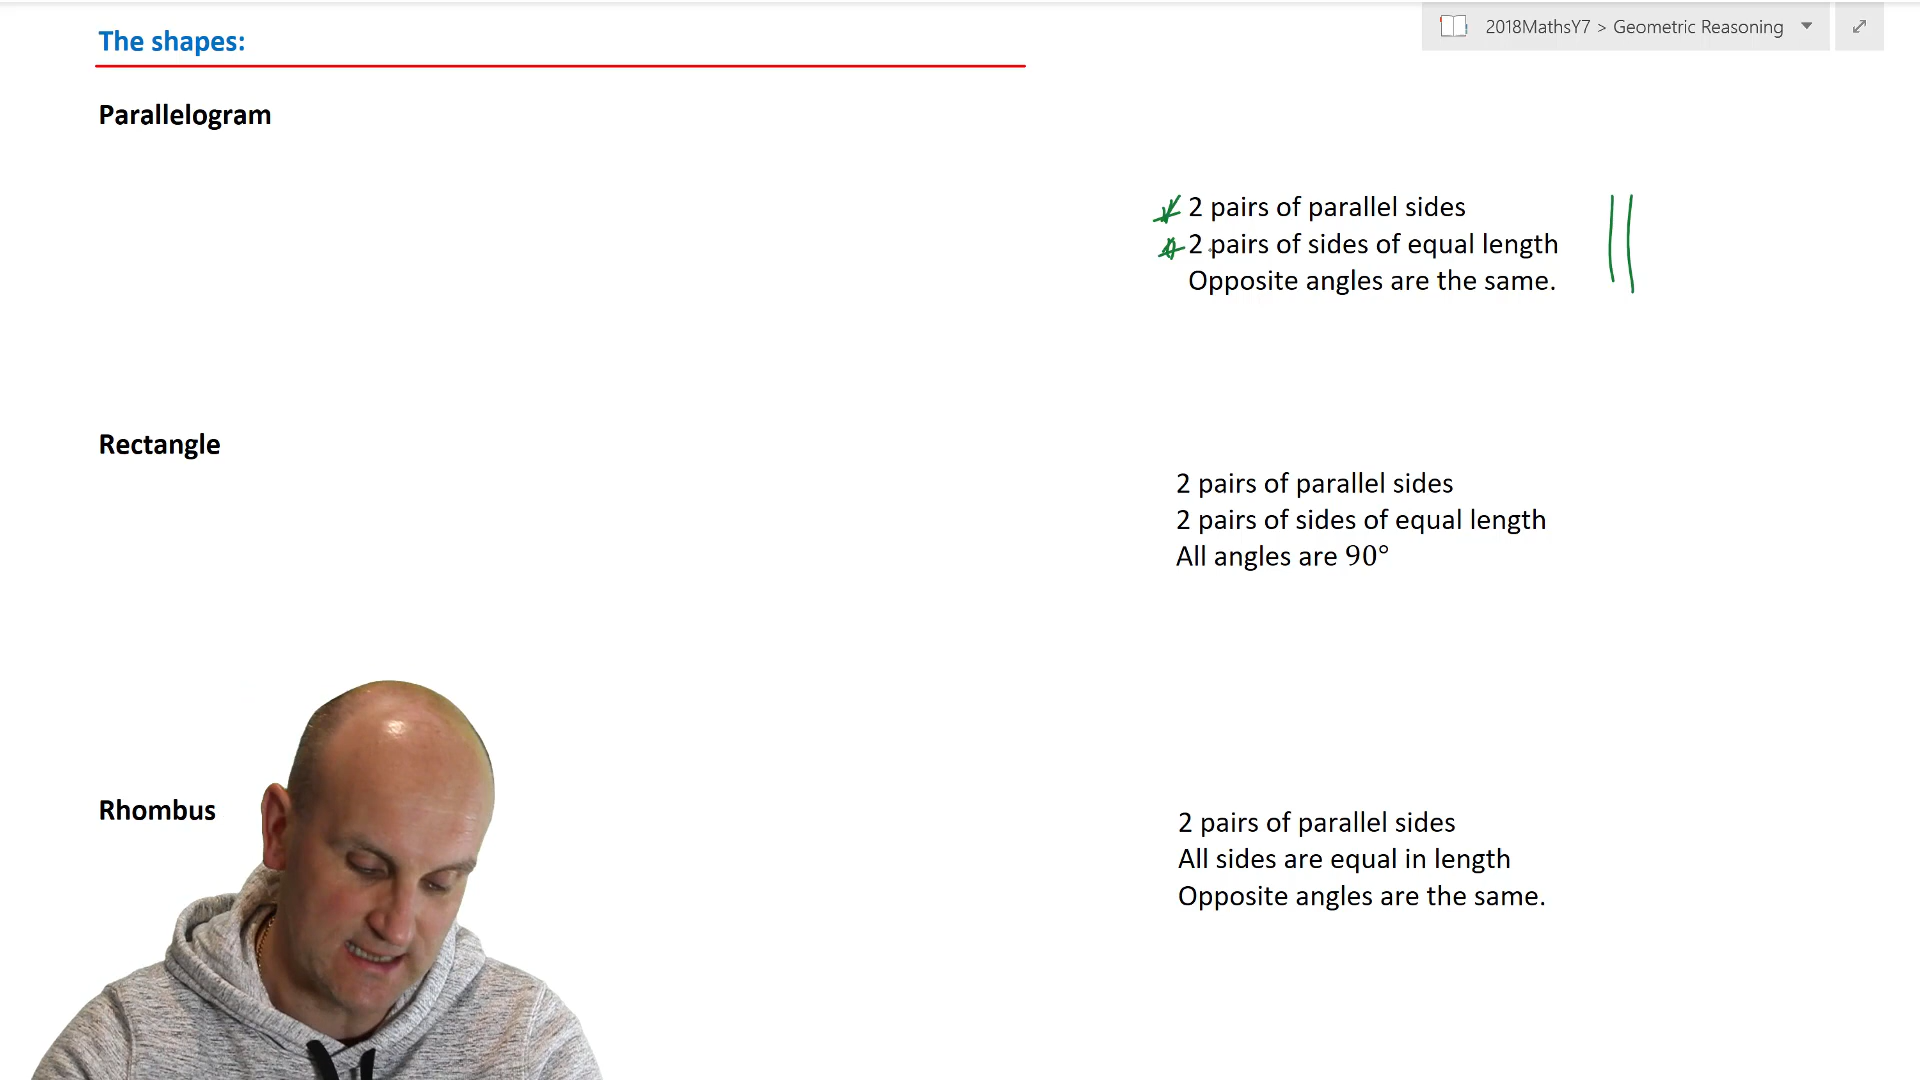 The shapes:
2018MathsY7 > Geometric Reasoning
Parallelogram
2 pairs of parallel sides
2 pairs of sides of equal length
Opposite angles are the same.
Rectangle
2 pairs of parallel sides
2 pairs of sides of equal length
All angles are 90°
Rhombus
2 pairs of parallel sides
All sides are equal in length
Opposite angles are the same.